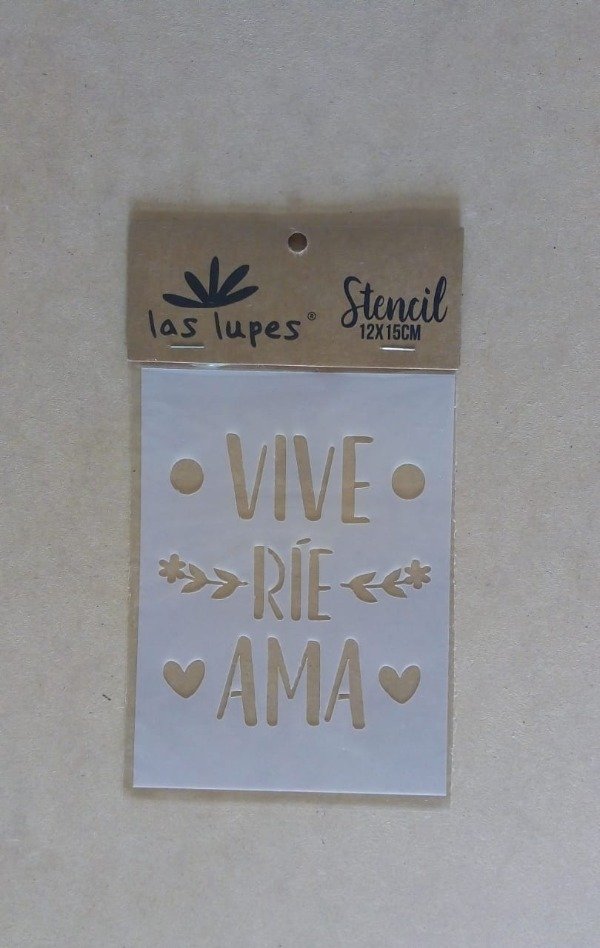 las lupes®
Stencil
12X15CM
VIVE
RÍE
AMA